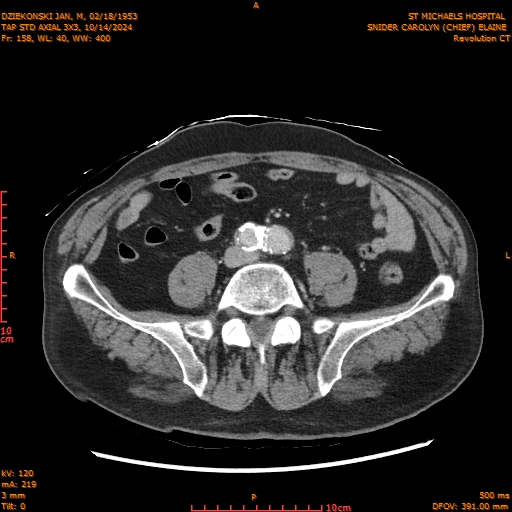 A
DZIEKONSKI JAN, M, 02/18/1953
TAP STD AXIAL 3X3, 10/14/2024
Fr: 158, WL: 40, WW: 400
ST MICHAELS HOSPITAL
SNIDER CAROLYN (CHIEF) ELAINE
Revolution CT
R
L
10
cm
kV: 120
mA: 219
3 mm
Tilt: 0
P
10cm
500 ms
DFOV: 391.00 mm